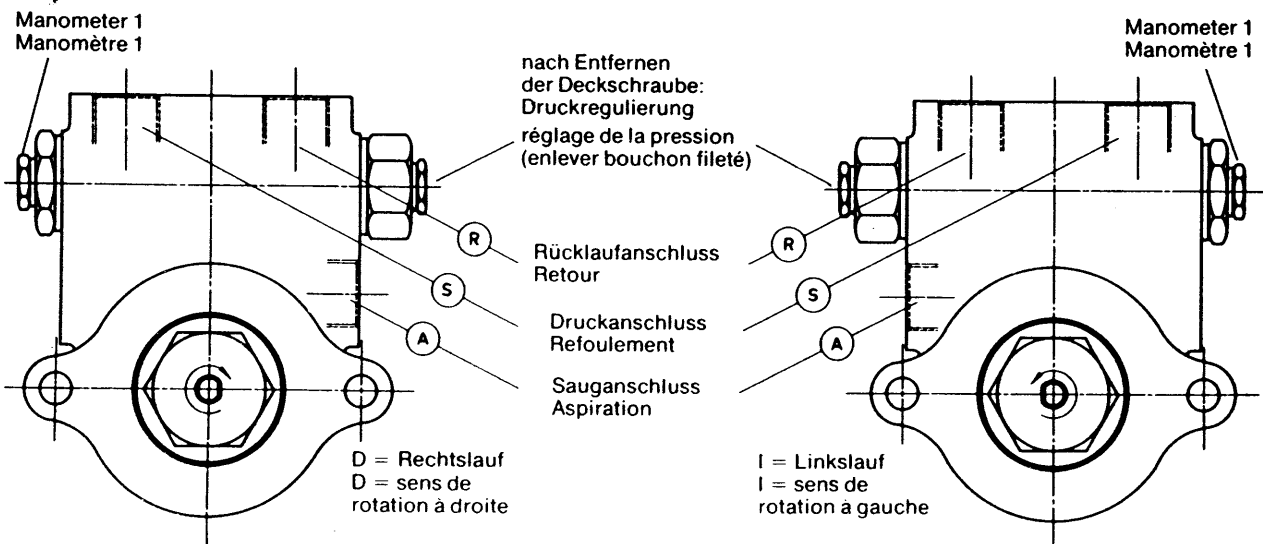 Manometer 1
Manomètre 1
nach Entfernen
der Deckschraube:
Druckregulierung
réglage de la pression
(enlever bouchon fileté)
Manometer 1
Manomètre 1
R
Rücklaufanschluss
Retour
R
S
Druckanschluss
Refoulement
S
A
Sauganschluss
Aspiration
A
D = Rechtslauf
D = sens de
rotation à droite
I = Linkslauf
I = sens de
rotation à gauche